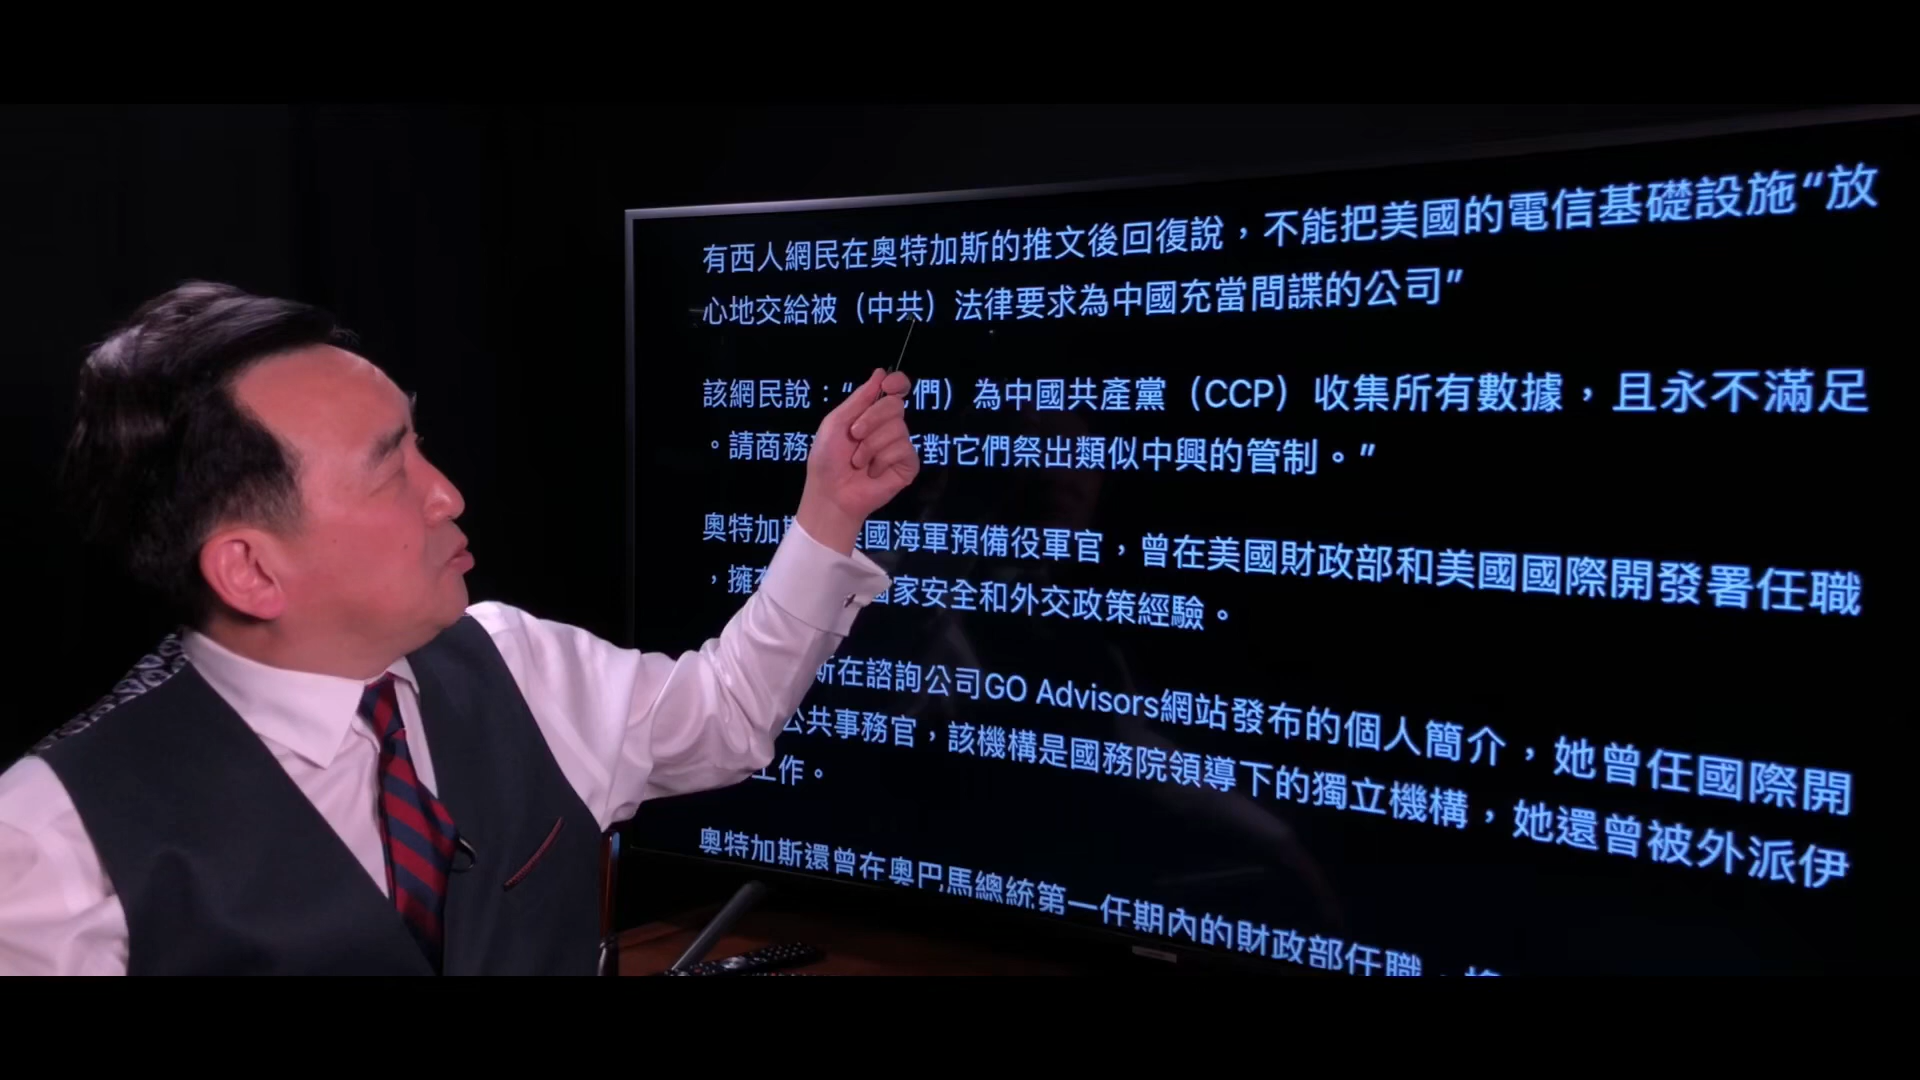 有西人網民在奧特加斯的推文後回復說，不能把美國的電信基礎設施“放
心地交給被（中共）法律要求為中國充當間諜的公司”
該網民說：“ 們）為中國共產黨（CCP）收集所有數據，且永不滿足
。請商務 對它們祭出類似中興的管制。”
奧特加 國海軍預備役軍官，曾在美國財政部和美國國際開發署任職
，擁 家安全和外交政策經驗。
斯在諮詢公司GO Advisors網站發布的個人簡介，她曾任國際開
公共事務官，該機構是國務院領導下的獨立機構，她還曾被外派伊
工作。
奧特加斯還曾在奧巴馬總統第一任期內的財政部任職，